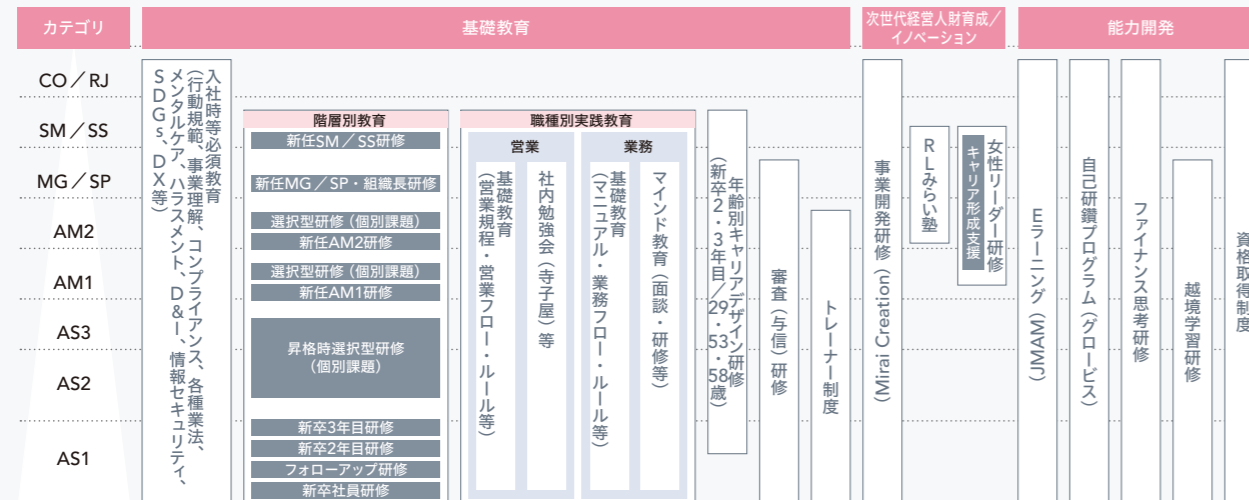 カテゴリ
基礎教育
次世代経営人財育成／
イノベーション
能力開発
CO／RJ
SM／SS
MG／SP
AM2
AM1
AS3
AS2
AS1
入社時等必須教育
（行動規範、事業理解、コンプライアンス、各種業法、
メンタルケア、ハラスメント、D＆I、情報セキュリティ、
SDGs、DX等）
階層別教育
新任SM／SS研修
新任MG／SP・組織長研修
選択型研修（個別課題）
新任AM2研修
選択型研修（個別課題）
新任AM1研修
昇格時選択型研修
（個別課題）
新卒3年目研修
新卒2年目研修
フォローアップ研修
新卒社員研修
職種別実践教育
営業
基礎教育
（営業規程・営業フロー・ルール等）
社内勉強会（寺子屋）等
業務
基礎教育
（マニュアル・業務フロー・ルール等）
マインド教育（面談・研修等）
年齢別キャリアデザイン研修
（新卒2・3年目／29・53・58歳）
審査（与信）研修
トレーナー制度
事業開発研修（Mirai Creation）
RLみらい塾
女性リーダー研修
キャリア形成支援
Eラーニング（JMAM）
自己研鑽プログラム（グロービス）
ファイナンス思考研修
越境学習研修
資格取得制度